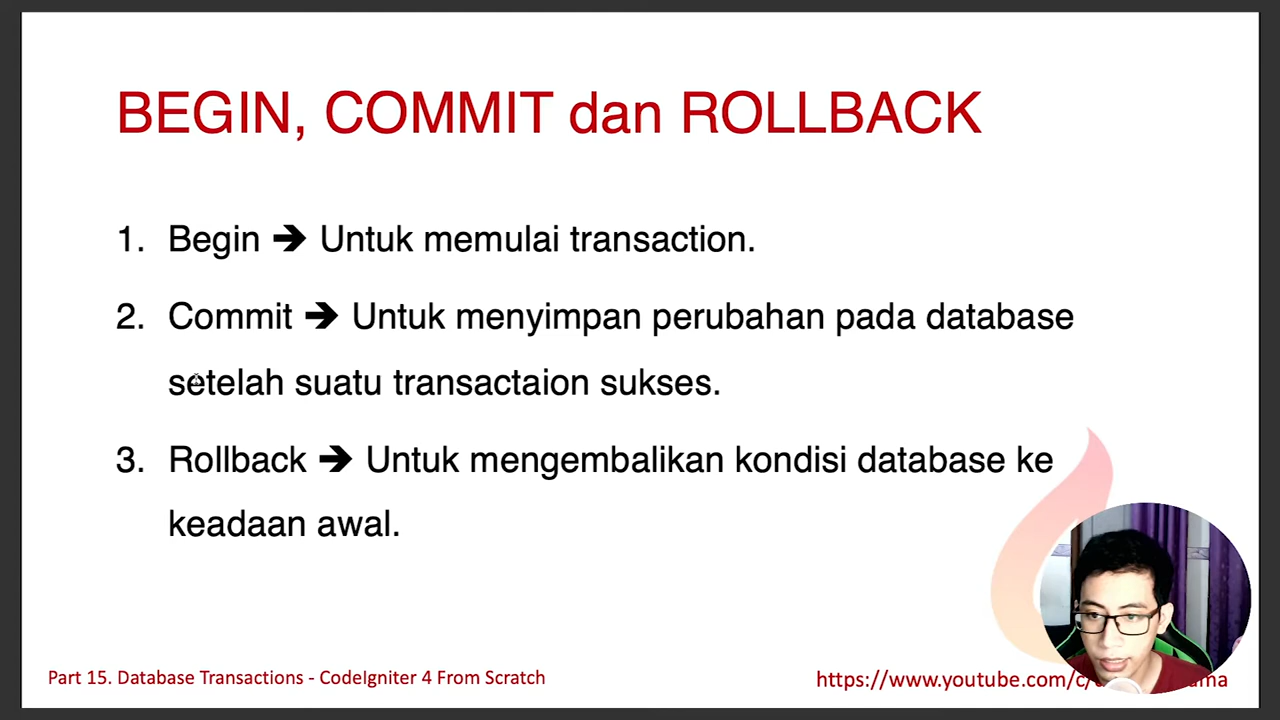 BEGIN, COMMIT dan ROLLBACK
1. Begin ➔ Untuk memulai transaction.
2. Commit ➔ Untuk menyimpan perubahan pada database
setelah suatu transactaion sukses.
3. Rollback ➔ Untuk mengembalikan kondisi database ke
keadaan awal.
Part 15. Database Transactions - CodeIgniter 4 From Scratch
https://www.youtube.com/c/